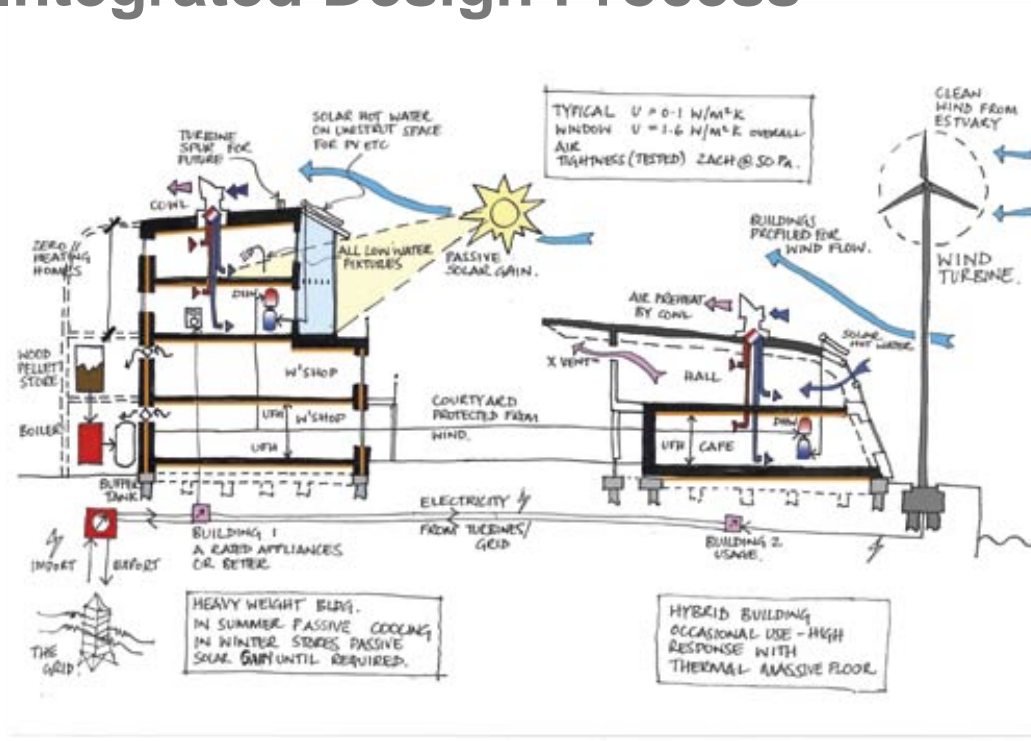 Integrated Design Process
TURBINE
SPUR FOR
FUTURE
SOLAR HOT WATER
ON UNISTRUT SPACE
FOR PV ETC
TYPICAL U = 0.1 W/m²K
WINDOW U = 1.6 W/m²K OVERALL
AIR
TIGHTNESS (TESTED) 2ACH @ 50 Pa.
CLEAN
WIND FROM
ESTUARY
COWL
ZERO
HEATING
HOMES
ALL LOW WATER
FIXTURES
PASSIVE
SOLAR GAIN.
BUILDINGS
PROFILED FOR
WIND FLOW.
WIND
TURBINE.
DHW
AIR PREHEAT
BY COWL
SOLAR
HOT WATER
X VENT
HALL
WOOD
PELLET
STORE
W'SHOP
BOILER
UFH W'SHOP
UFH
COURTYARD
PROTECTED FROM
WIND.
DHW
UFH CAFE
BUFFER
TANK
ELECTRICITY
FROM TURBINES/
GRID
IMPORT
EXPORT
BUILDING 1
A RATED APPLIANCES
OR BETTER
BUILDING 2
USAGE.
THE
GRID.
HEAVY WEIGHT BLDG.
IN SUMMER PASSIVE COOLING
IN WINTER STORES PASSIVE
SOLAR GAIN UNTIL REQUIRED.
HYBRID BUILDING
OCCASIONAL USE - HIGH
RESPONSE WITH
THERMAL MASSIVE FLOOR